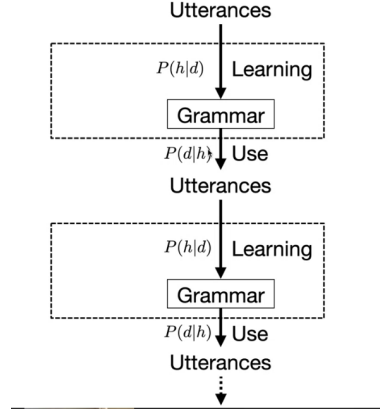 Utterances
P(h|d) Learning
Grammar
P(d|h) Use
Utterances
P(h|d) Learning
Grammar
P(d|h) Use
Utterances